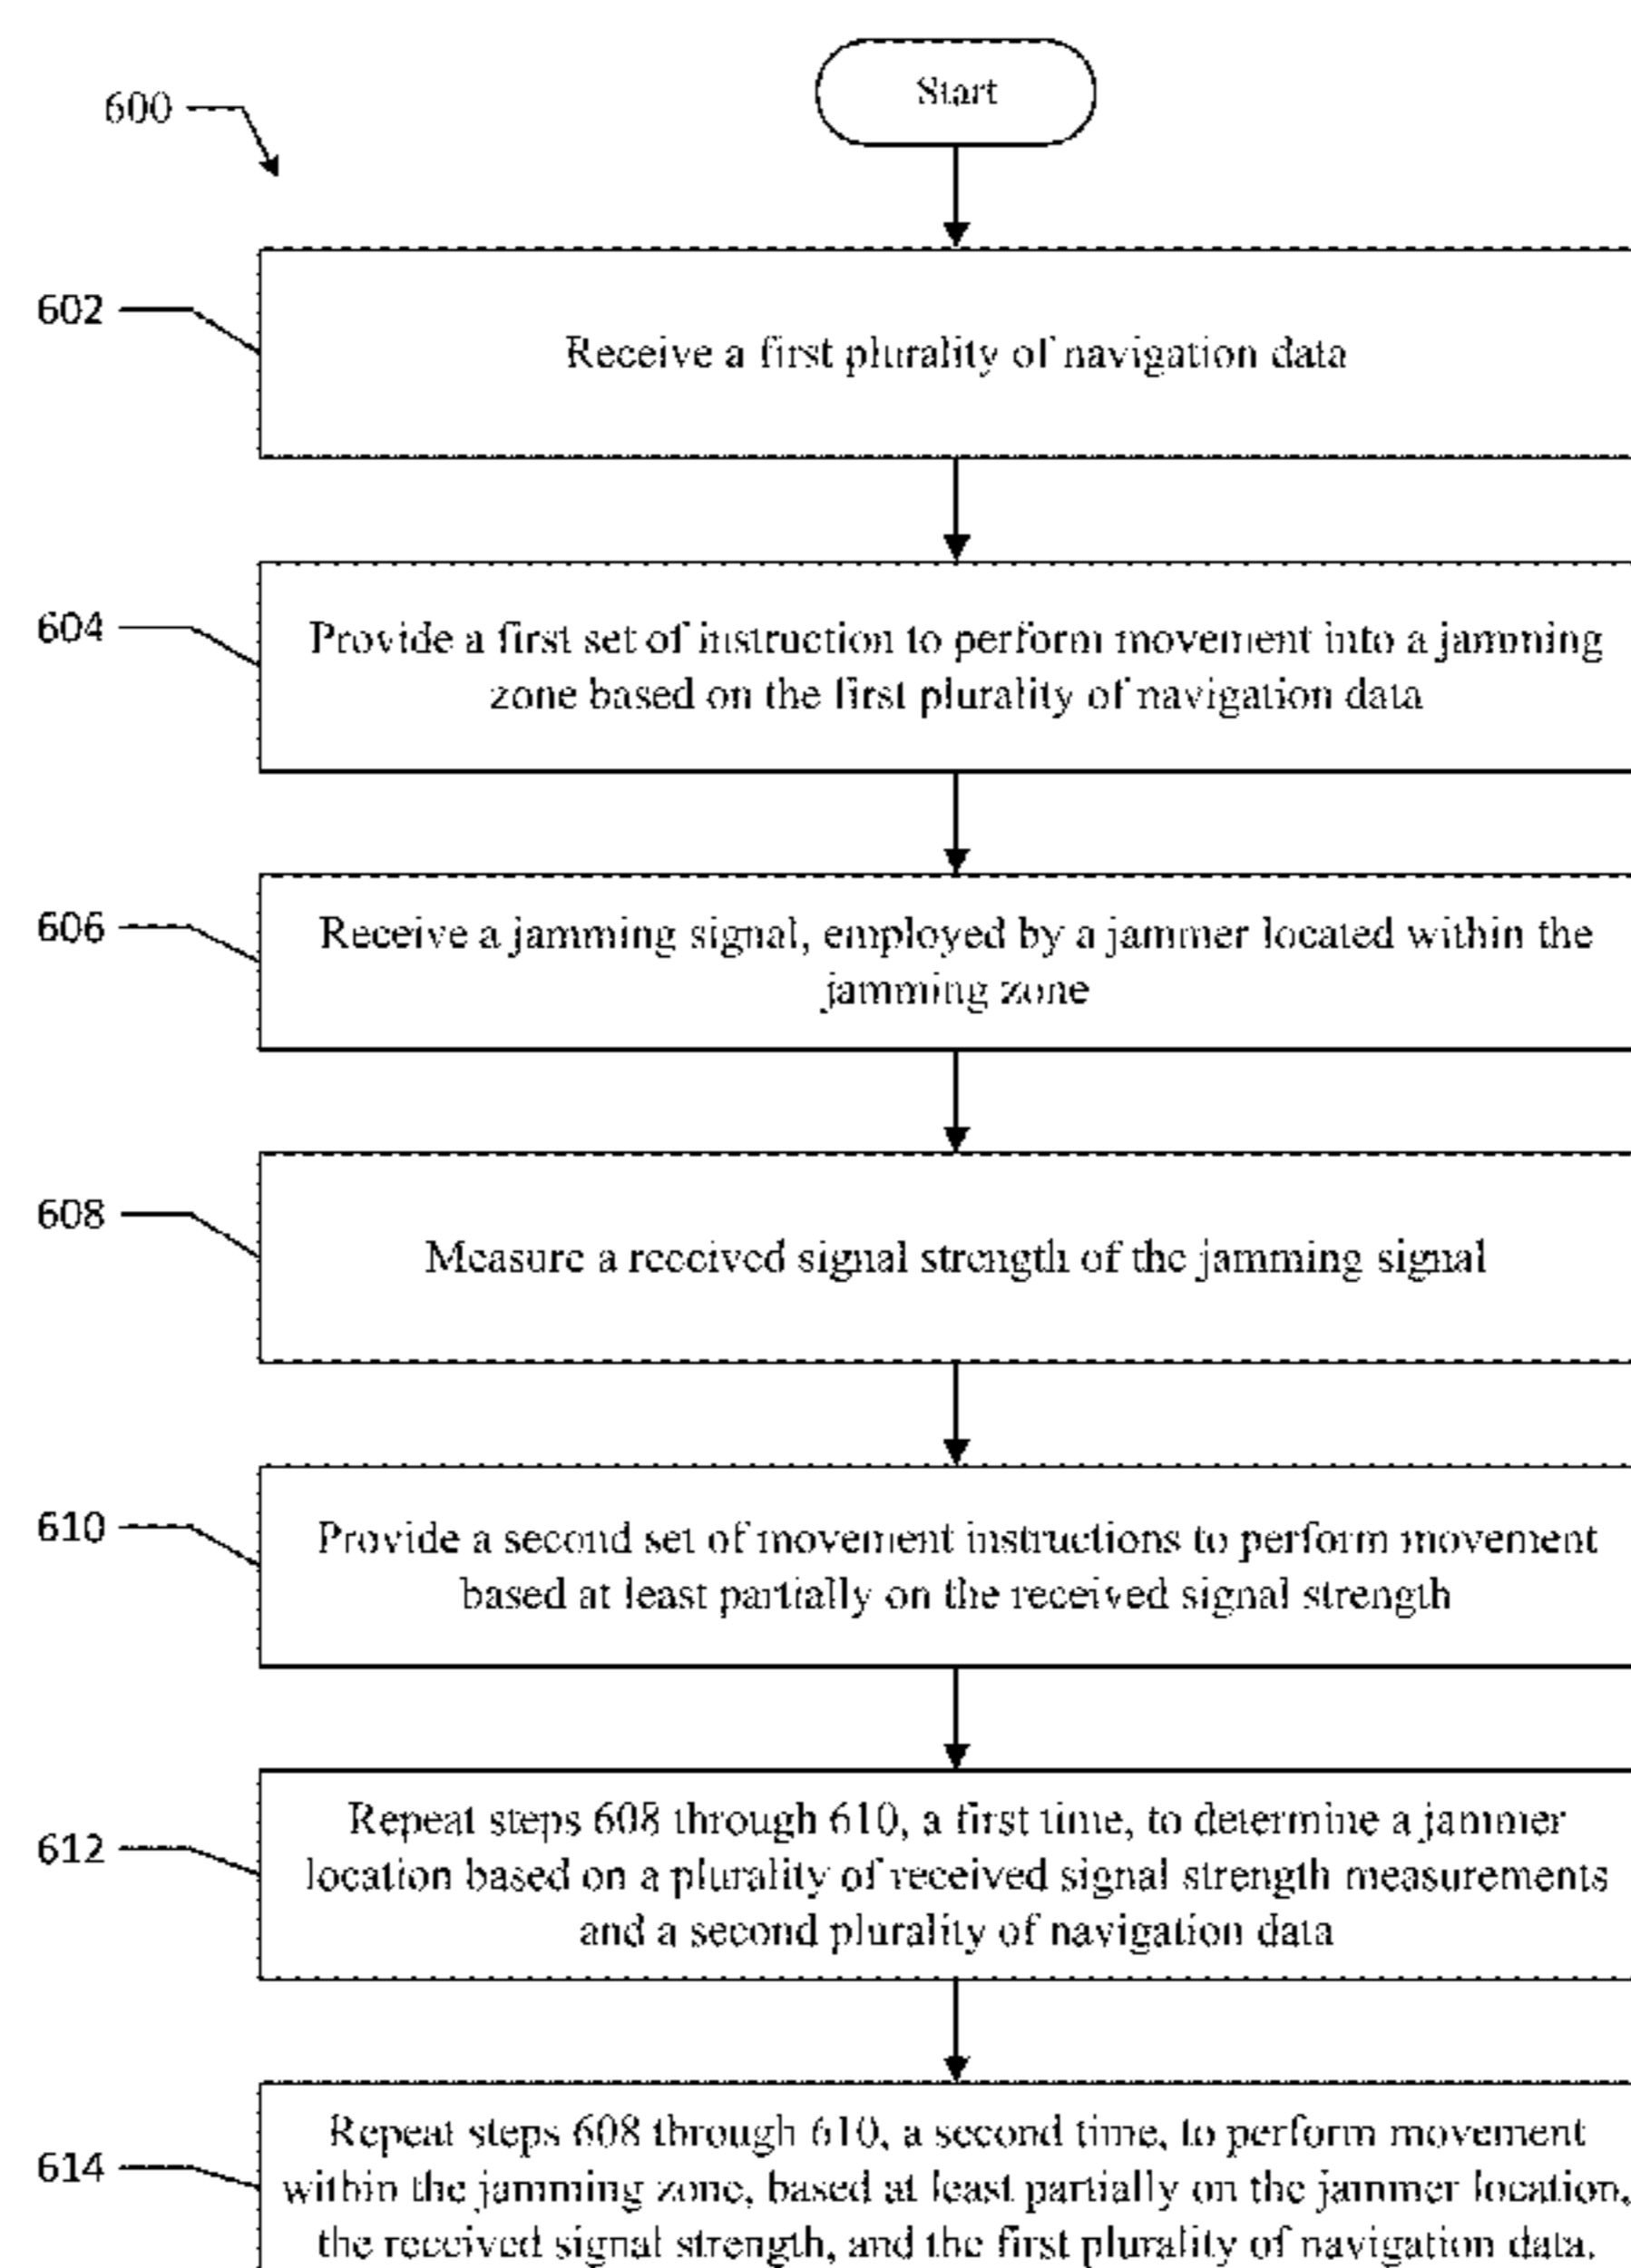 Start
600
602
Receive a first plurality of navigation data
604
Provide a first set of instruction to perform movement into a jamming
zone based on the first plurality of navigation data
606
Receive a jamming signal, employed by a jammer located within the
jamming zone
608
Measure a received signal strength of the jamming signal
610
Provide a second set of movement instructions to perform movement
based at least partially on the received signal strength
612
Repeat steps 608 through 610, a first time, to determine a jammer
location based on a plurality of received signal strength measurements
and a second plurality of navigation data
614
Repeat steps 608 through 610, a second time, to perform movement
within the jamming zone, based at least partially on the jammer location,
the received signal strength, and the first plurality of navigation data.